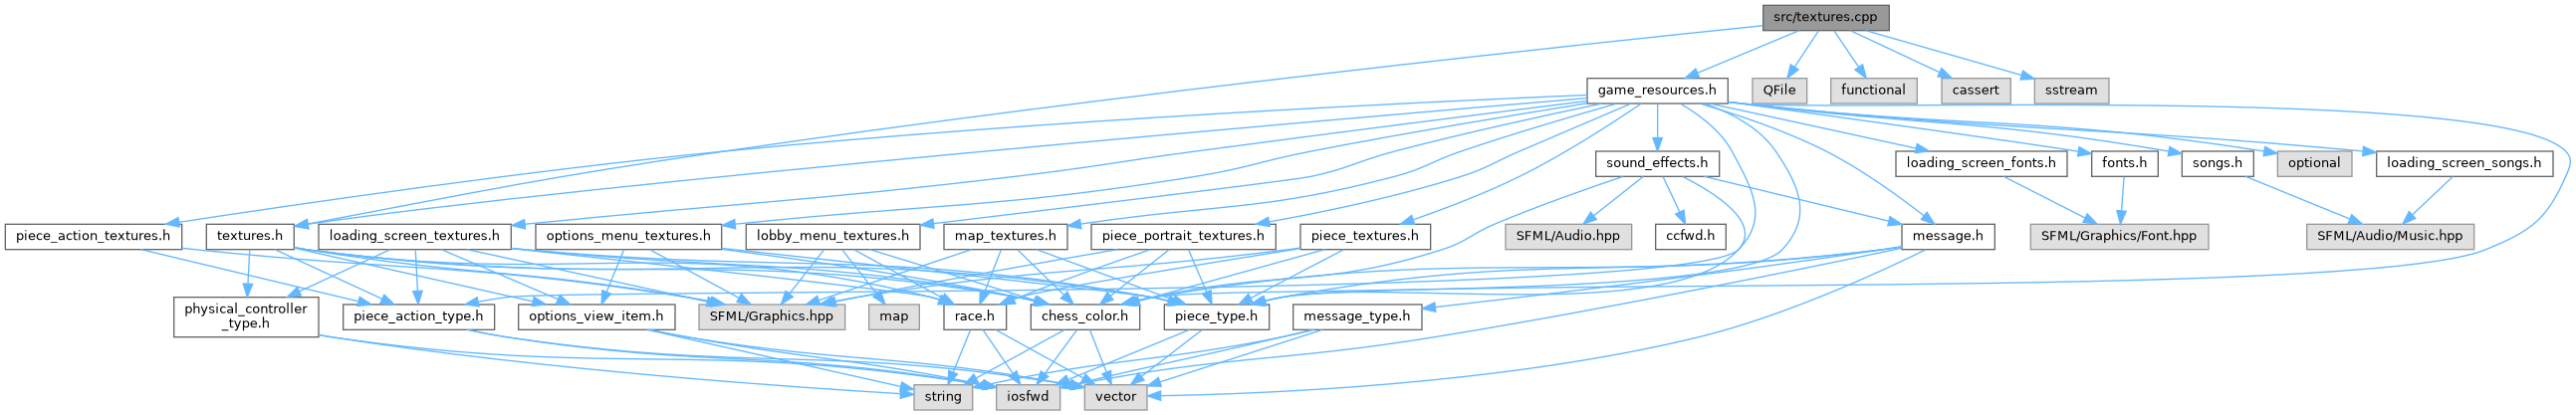 src/textures.cpp
game_resources.h
QFile
functional
cassert
sstream
sound_effects.h
loading_screen_fonts.h
fonts.h
songs.h
optional
loading_screen_songs.h
piece_action_textures.h
textures.h
loading_screen_textures.h
options_menu_textures.h
lobby_menu_textures.h
map_textures.h
piece_portrait_textures.h
piece_textures.h
SFML/Audio.hpp
ccfwd.h
message.h
SFML/Graphics/Font.hpp
SFML/Audio/Music.hpp
physical_controller
_type.h
piece_action_type.h
options_view_item.h
SFML/Graphics.hpp
map
race.h
chess_color.h
piece_type.h
message_type.h
string
iosfwd
vector